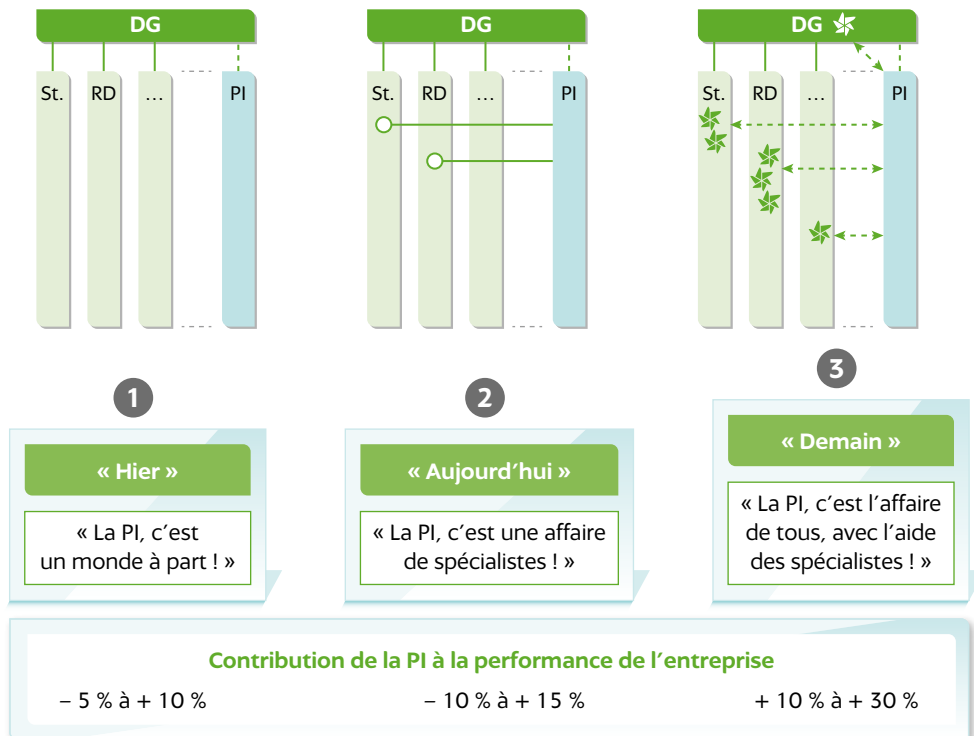 DG
St. RD … PI
DG
St. RD … PI
DG
St. RD … PI
1
« Hier »
« La PI, c’est
un monde à part ! »
2
« Aujourd’hui »
« La PI, c’est une affaire
de spécialistes ! »
3
« Demain »
« La PI, c’est l’affaire
de tous, avec l’aide
des spécialistes ! »
Contribution de la PI à la performance de l’entreprise
– 5 % à + 10 % – 10 % à + 15 % + 10 % à + 30 %